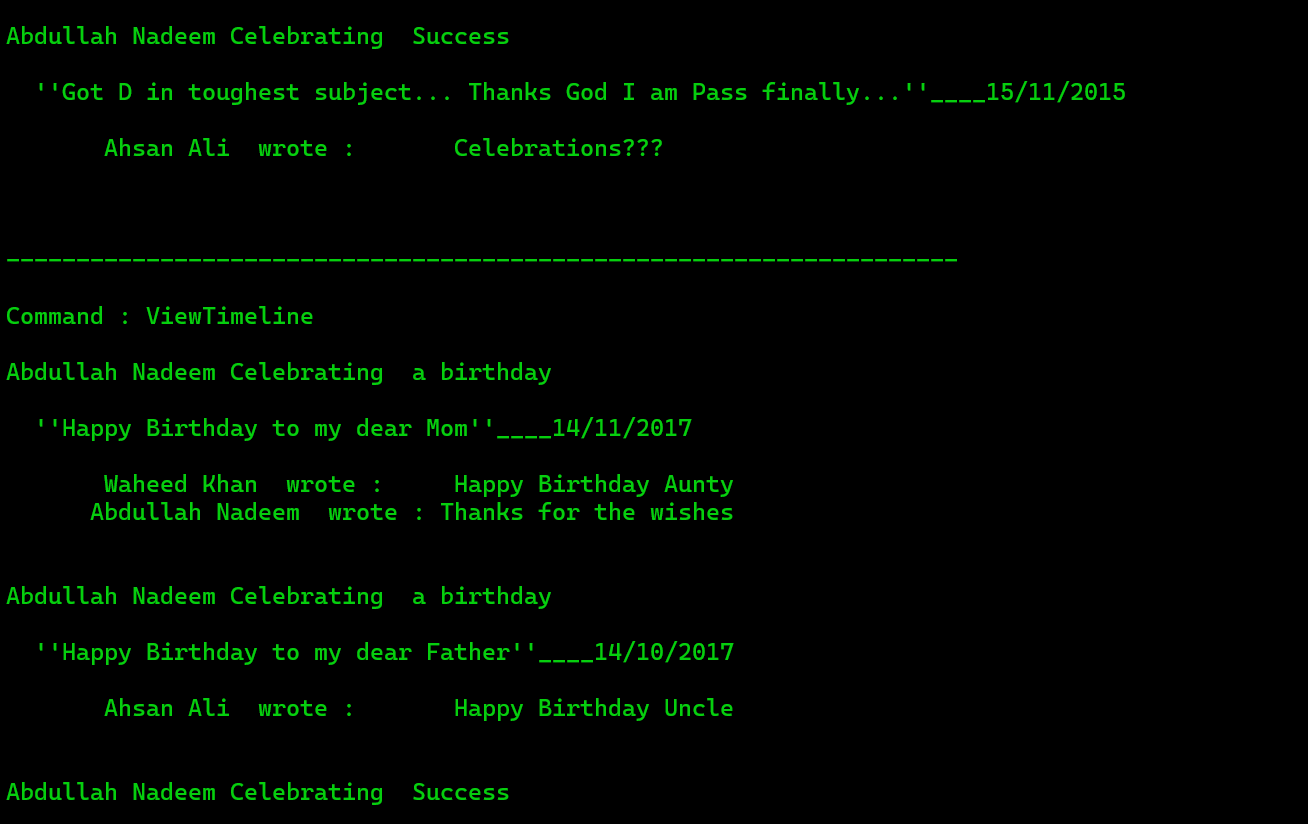 Abdullah Nadeem Celebrating  Success
''Got D in toughest subject... Thanks God I am Pass finally...''____15/11/2015
Ahsan Ali  wrote :       Celebrations???
____________________________________________________________________
Command : ViewTimeline
Abdullah Nadeem Celebrating  a birthday
''Happy Birthday to my dear Mom''____14/11/2017
Waheed Khan  wrote :     Happy Birthday Aunty
Abdullah Nadeem  wrote : Thanks for the wishes
Abdullah Nadeem Celebrating  a birthday
''Happy Birthday to my dear Father''____14/10/2017
Ahsan Ali  wrote :       Happy Birthday Uncle
Abdullah Nadeem Celebrating  Success